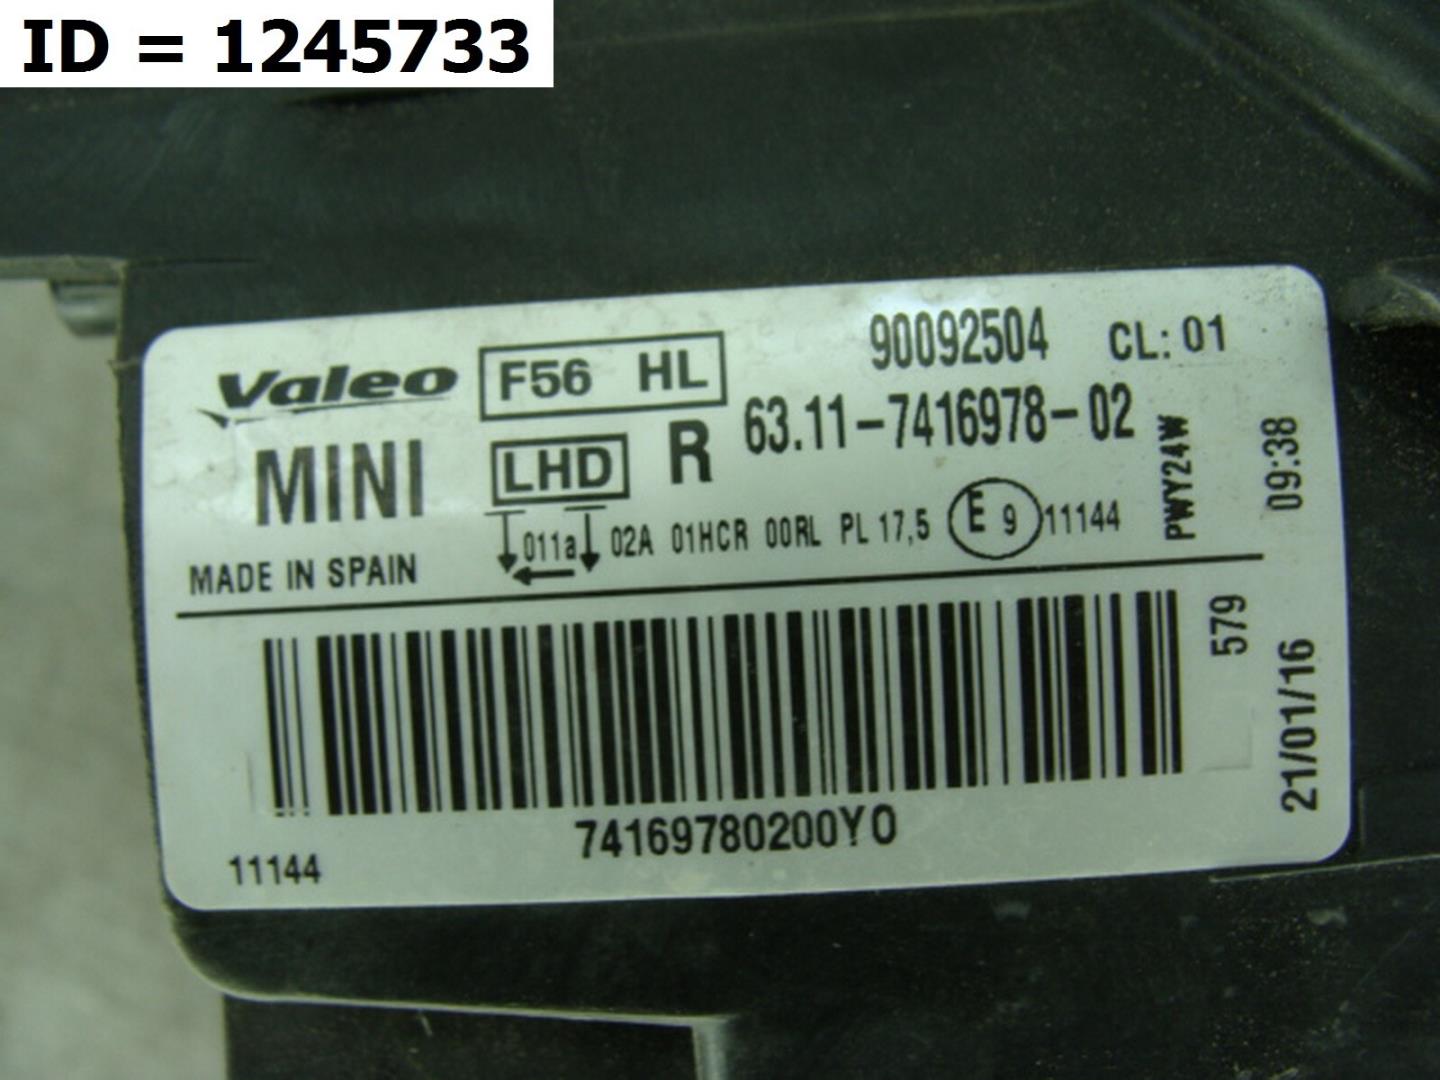 ID = 1245733
Valeo F56 HL 90092504 CL: 01
MINI LHD R 63.11-7416978-02
MADE IN SPAIN 011a 02A 01HCR 00RL PL 17,5 E 9 11144
PWY24W
09:38
579
21/01/16
74169780200Y0
11144